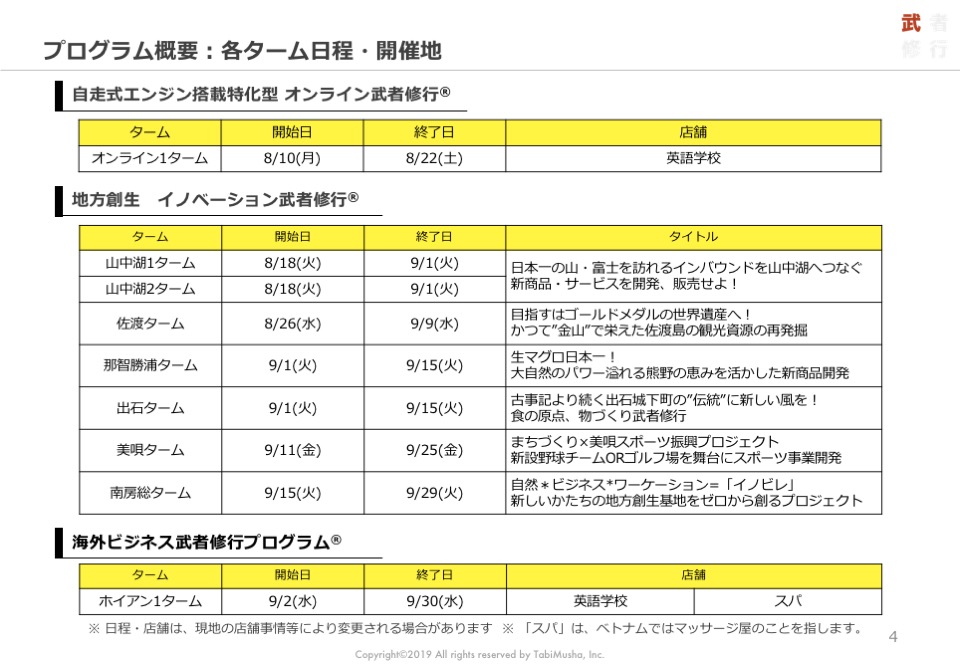 武者
修行
プログラム概要：各ターム日程・開催地
自走式エンジン搭載特化型 オンライン武者修行®
ターム 開始日 終了日 店舗
オンライン1ターム 8/10(月) 8/22(土) 英語学校
地方創生　イノベーション武者修行®
ターム 開始日 終了日 タイトル
山中湖1ターム 8/18(火) 9/1(火) 日本一の山・富士を訪れるインバウンドを山中湖へつなぐ
山中湖2ターム 8/18(火) 9/1(火) 新商品・サービスを開発、販売せよ！
佐渡ターム 8/26(水) 9/9(水) 目指すはゴールドメダルの世界遺産へ！
かつて”金山”で栄えた佐渡島の観光資源の再発掘
那智勝浦ターム 9/1(火) 9/15(火) 生マグロ日本一！
大自然のパワー溢れる熊野の恵みを活かした新商品開発
出石ターム 9/1(火) 9/15(火) 古事記より続く出石城下町の”伝統”に新しい風を！
食の原点、物づくり武者修行
美唄ターム 9/11(金) 9/25(金) まちづくり×美唄スポーツ振興プロジェクト
新設野球チームORゴルフ場を舞台にスポーツ事業開発
南房総ターム 9/15(火) 9/29(火) 自然＊ビジネス*ワーケーション=「イノビレ」
新しいかたちの地方創生基地をゼロから創るプロジェクト
海外ビジネス武者修行プログラム®
ターム 開始日 終了日 店舗
ホイアン1ターム 9/2(水) 9/30(水) 英語学校 スパ
※ 日程・店舗は、現地の店舗事情等により変更される場合があります ※ 「スパ」は、ベトナムではマッサージ屋のことを指します。
4
Copyright©2019 All rights reserved by TabiMusha, Inc.